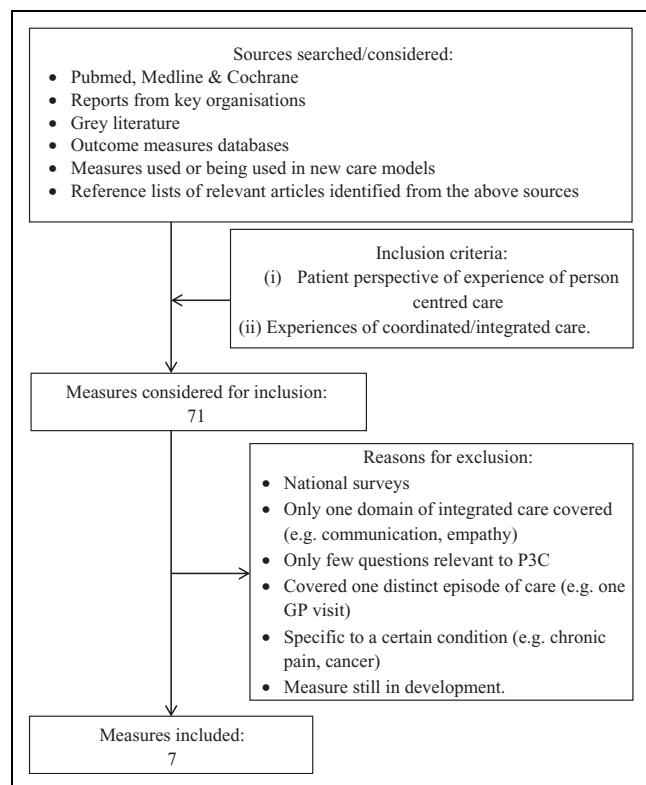 Sources searched/considered:
• Pubmed, Medline & Cochrane
• Reports from key organisations
• Grey literature
• Outcome measures databases
• Measures used or being used in new care models
• Reference lists of relevant articles identified from the above sources
Inclusion criteria:
(i) Patient perspective of experience of person
centred care
(ii) Experiences of coordinated/integrated care.
Measures considered for inclusion:
71
Reasons for exclusion:
• National surveys
• Only one domain of integrated care covered
(e.g. communication, empathy)
• Only few questions relevant to P3C
• Covered one distinct episode of care (e.g. one
GP visit)
• Specific to a certain condition (e.g. chronic
pain, cancer)
• Measure still in development.
Measures included:
7